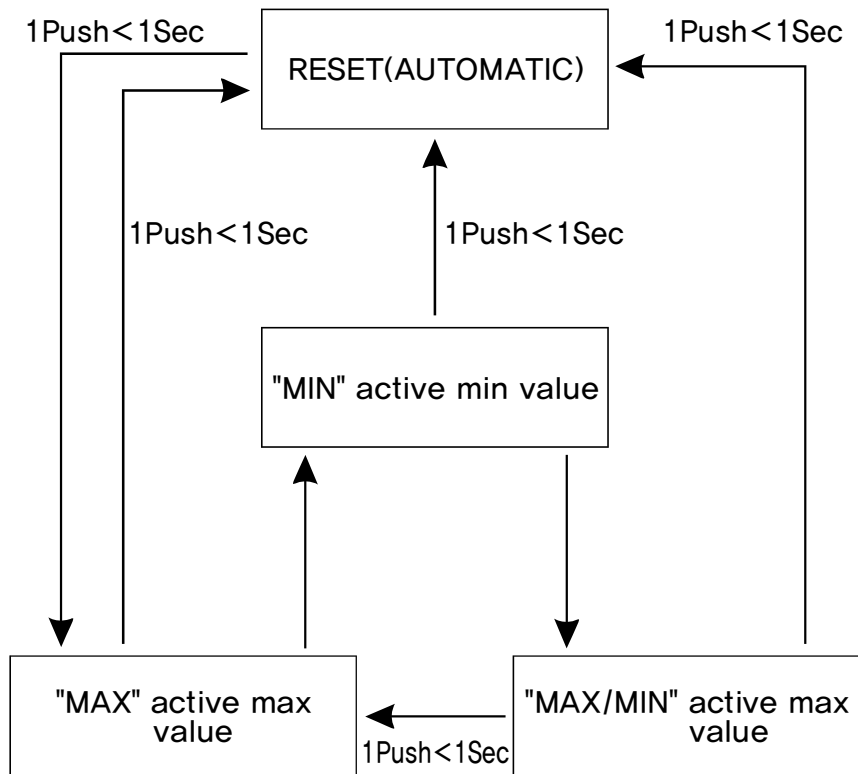 1Push<1Sec
1Push<1Sec
RESET(AUTOMATIC)
1Push<1Sec
1Push<1Sec
"MIN" active min value
"MAX" active max
value
"MAX/MIN" active max
value
1Push<1Sec